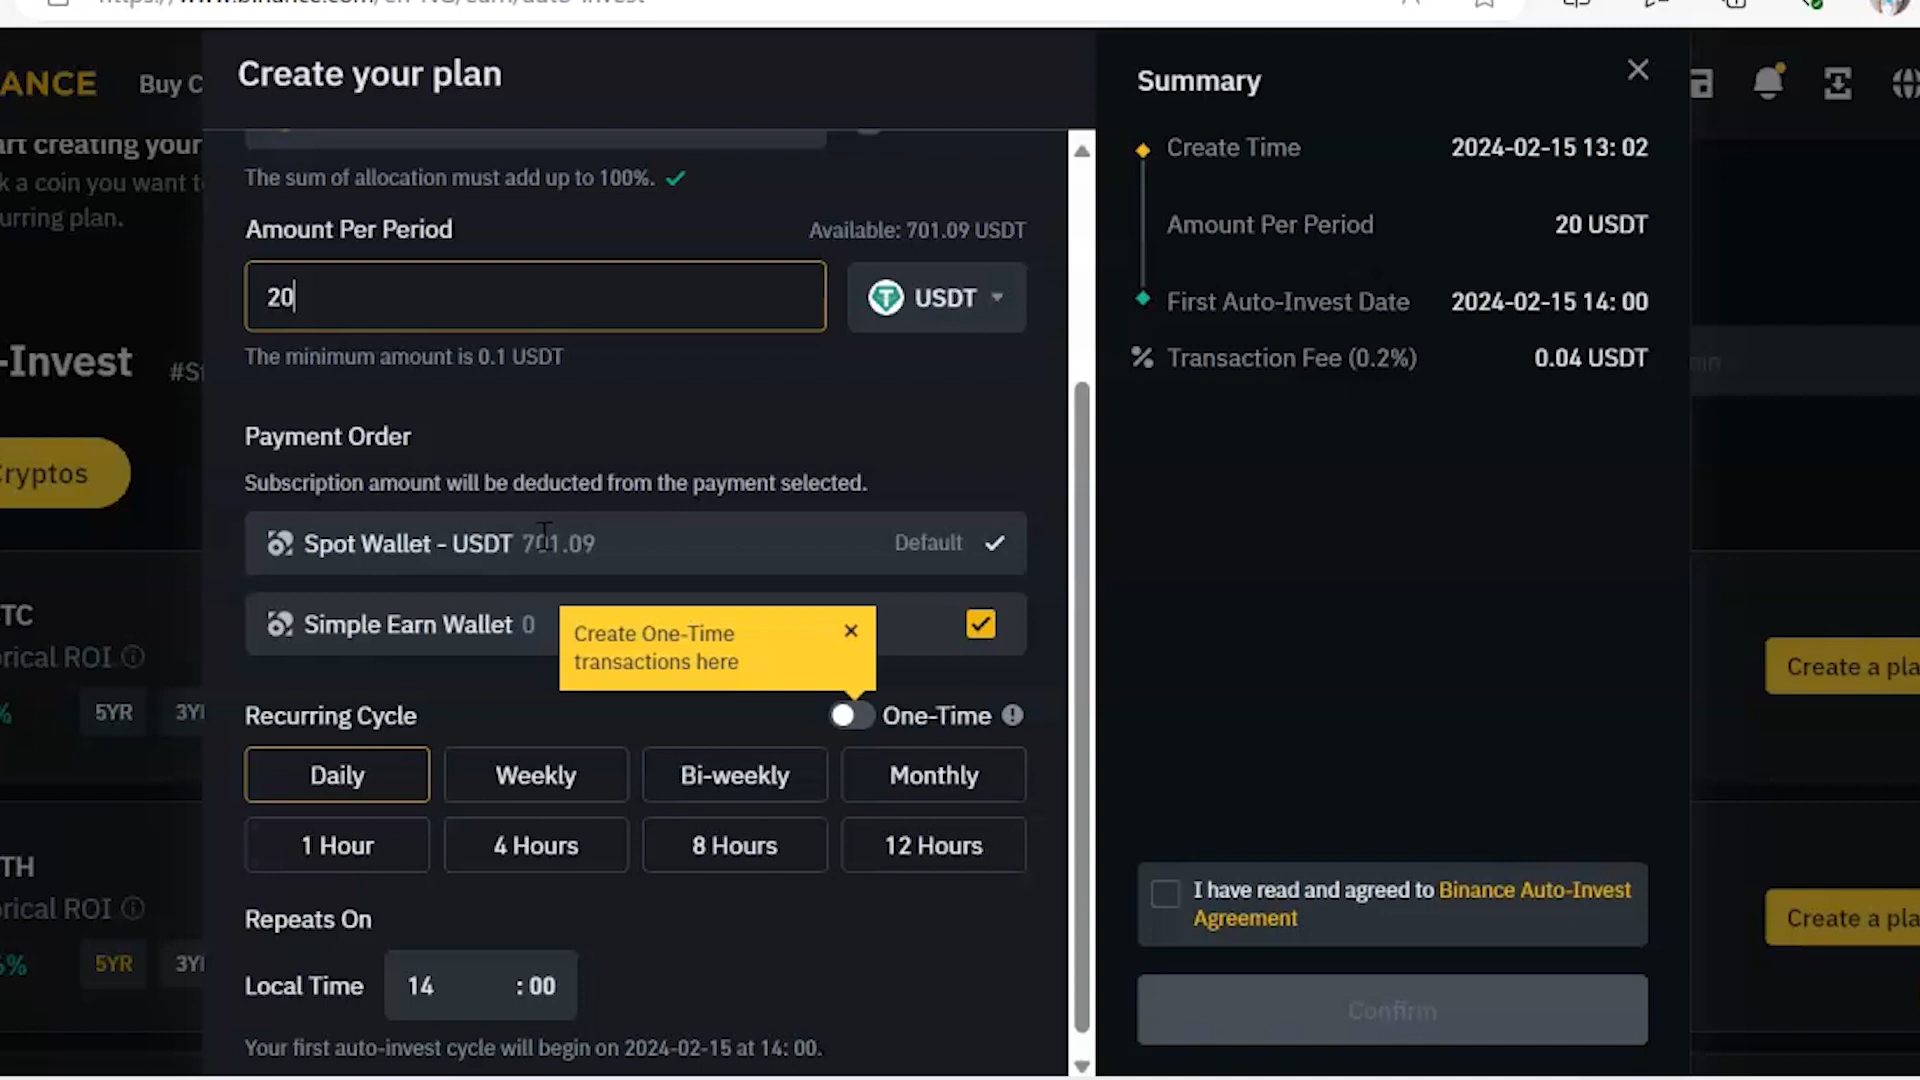 ANCE
Buy C
art creating your
k a coin you want t
urring plan.
-Invest
Cryptos
TC
orical ROI
%
5YR
3Y
TH
orical ROI
5%
5YR
3Y
Create your plan
The sum of allocation must add up to 100%.
Amount Per Period
Available: 701.09 USDT
20
USDT
The minimum amount is 0.1 USDT
Payment Order
Subscription amount will be deducted from the payment selected.
Spot Wallet - USDT 701.09
Default
Simple Earn Wallet 0
Create One-Time
transactions here
Recurring Cycle
One-Time
Daily
Weekly
Bi-weekly
Monthly
1 Hour
4 Hours
8 Hours
12 Hours
Repeats On
Local Time
14 : 00
Your first auto-invest cycle will begin on 2024-02-15 at 14: 00.
Summary
Create Time 2024-02-15 13: 02
Amount Per Period 20 USDT
First Auto-Invest Date 2024-02-15 14: 00
Transaction Fee (0.2%) 0.04 USDT
I have read and agreed to Binance Auto-Invest
Agreement
Confirm
Create a pla
Create a pla